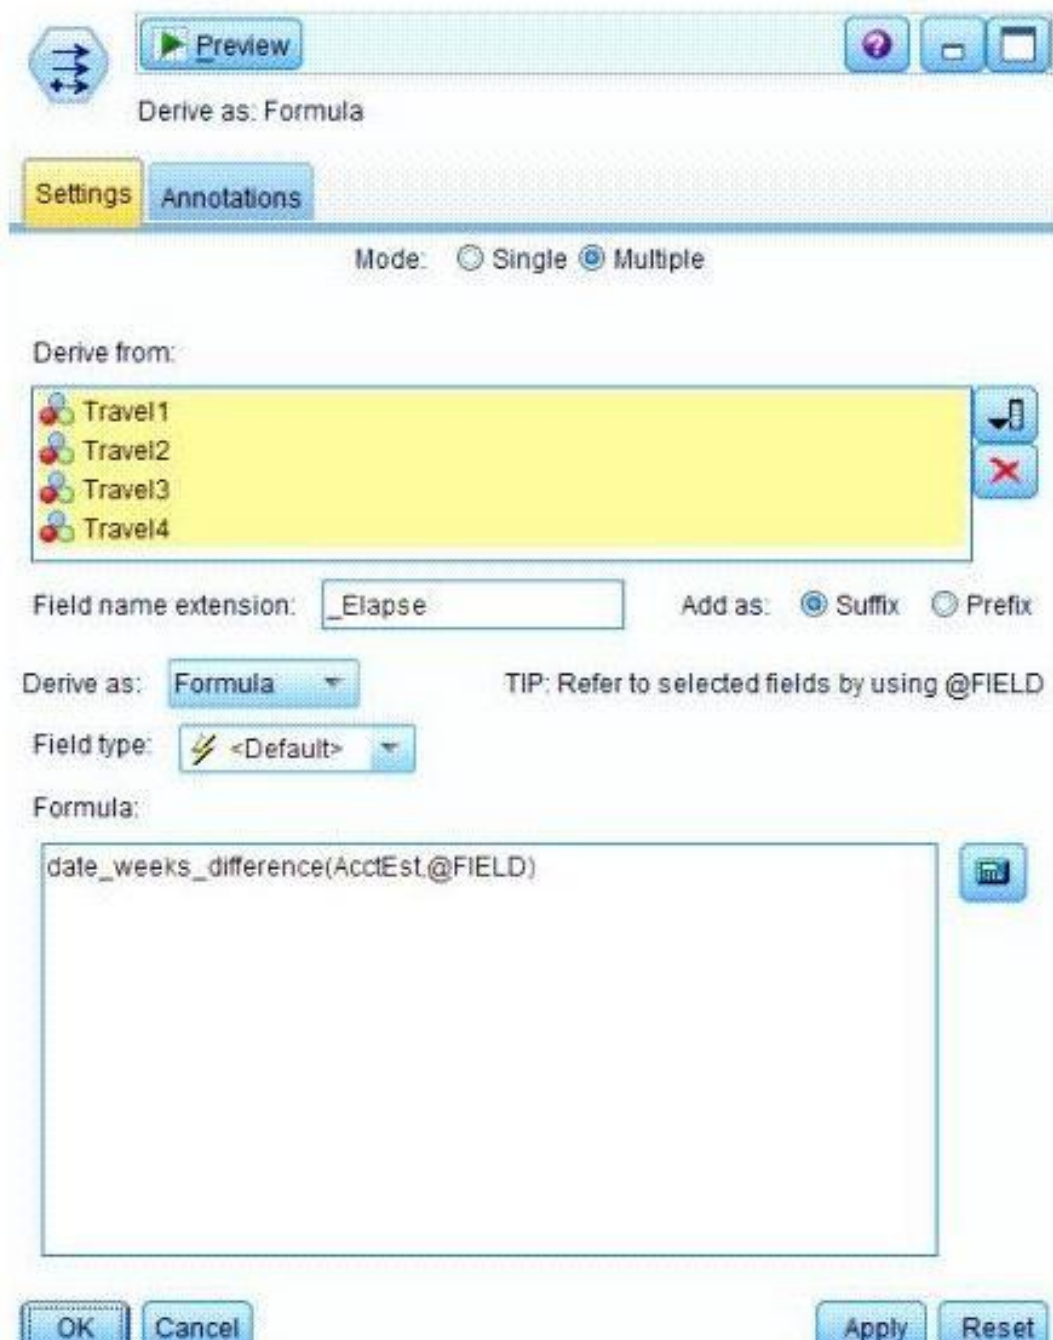 Preview
Derive as: Formula
Settings Annotations
Mode: Single Multiple
Derive from:
Travel1
Travel2
Travel3
Travel4
Field name extension: _Elapse Add as: Suffix Prefix
Derive as: Formula TIP: Refer to selected fields by using @FIELD
Field type: <Default>
Formula:
date_weeks_difference(AcctEst,@FIELD)
OK Cancel Apply Reset